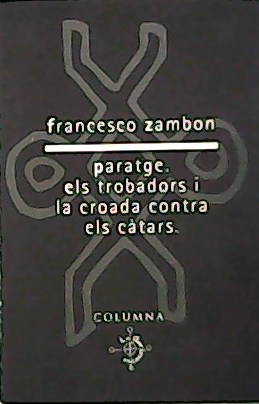 francesco zambon
paratge.
els trobadors i
la croada contra
els càtars.
COLUMNA